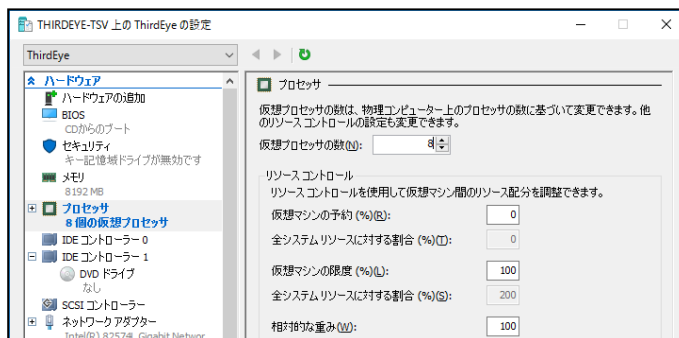 THIRDEYE-TSV 上の ThirdEye の設定
ThirdEye
ハードウェア
ハードウェアの追加
BIOS
CDからのブート
セキュリティ
キー記憶域ドライブが無効です
メモリ
8192 MB
プロセッサ
8 個の仮想プロセッサ
IDE コントローラー 0
IDE コントローラー 1
DVD ドライブ
なし
SCSI コントローラー
ネットワーク アダプター
Intel(R) 82574L Gigabit Networ
プロセッサ
仮想プロセッサの数は、物理コンピューター上のプロセッサの数に基づいて変更できます。他
のリソース コントロールの設定も変更できます。
仮想プロセッサの数(N): 8
リソース コントロール
リソース コントロールを使用して仮想マシン間のリソース配分を調整できます。
仮想マシンの予約 (%)(R): 0
全システム リソースに対する割合 (%)(T): 0
仮想マシンの限度 (%)(L): 100
全システム リソースに対する割合 (%)(S): 200
相対的な重み(W): 100